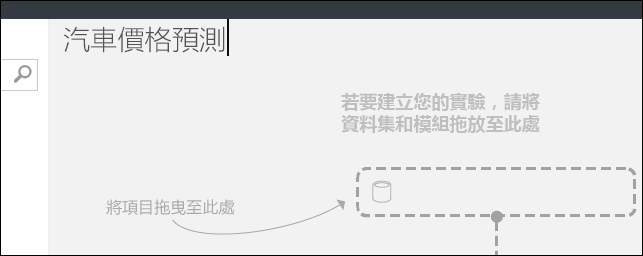 汽車價格預測
若要建立您的實驗，請將
資料集和模組拖放至此處
將項目拖曳至此處